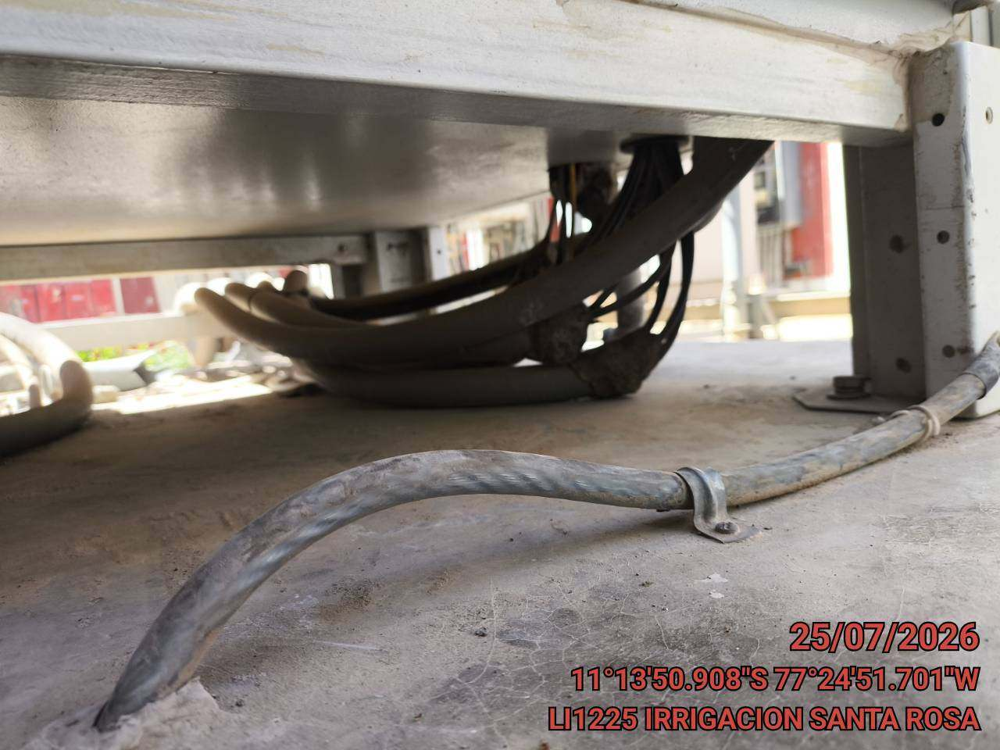 25/07/2026
11°13'50.908"S 77°24'51.701"W
LI1225 IRRIGACION SANTA ROSA